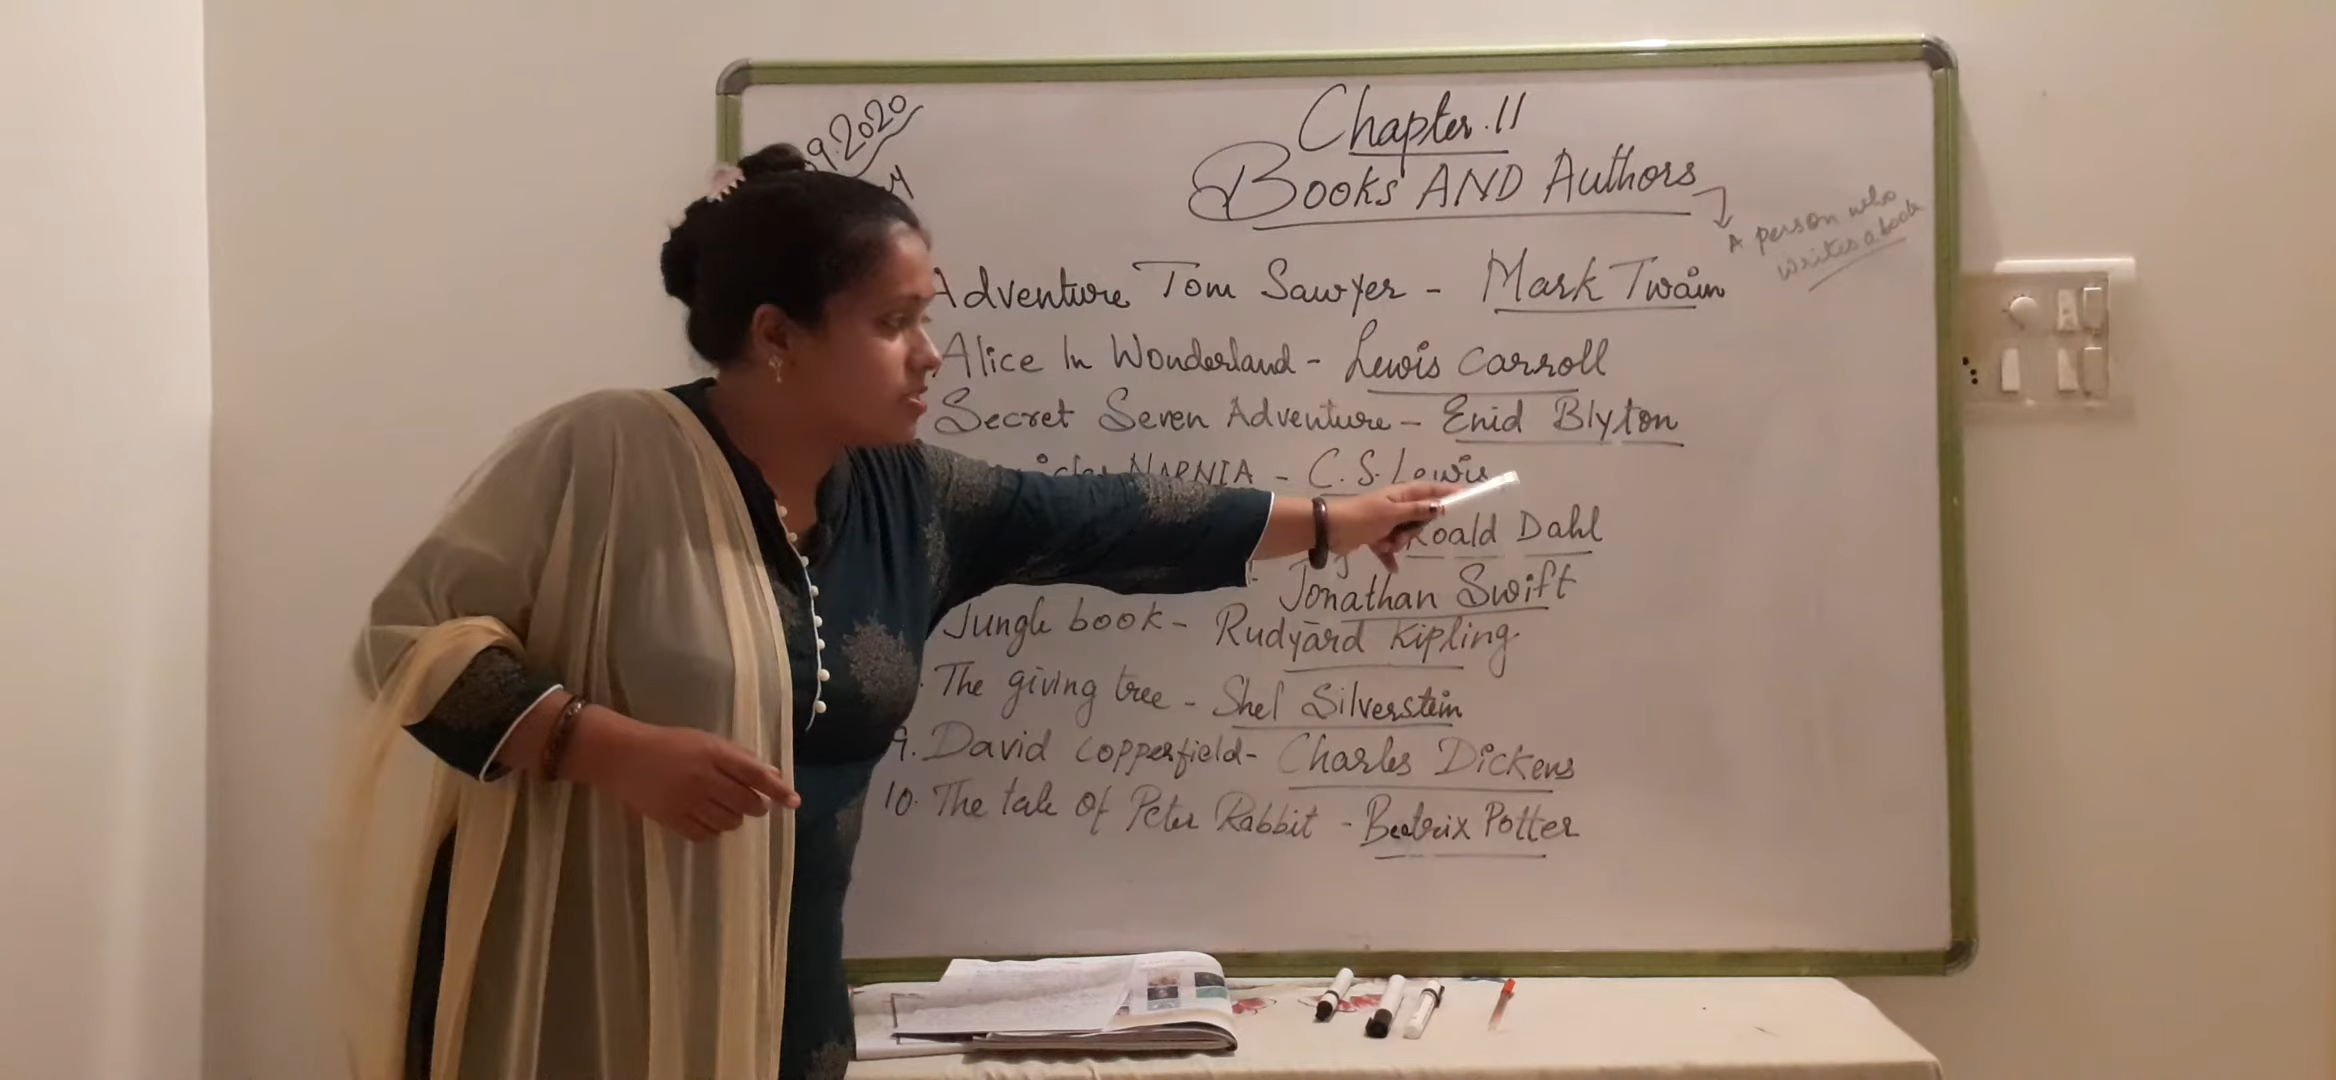 9.2020
Chapter.11
Books AND Authors
A person who
writes a book
Adventure Tom Sawyer - Mark Twain
Alice In Wonderland - Lewis Carroll
Secret Seven Adventure - Enid Blyton
NARNIA - C.S. Lewis
Roald Dahl
- Jonathan Swift
Jungle book - Rudyard Kipling
The giving tree - Shel Silverstein
9. David Copperfield - Charles Dickens
10. The tale Of Peter Rabbit - Beatrix Potter